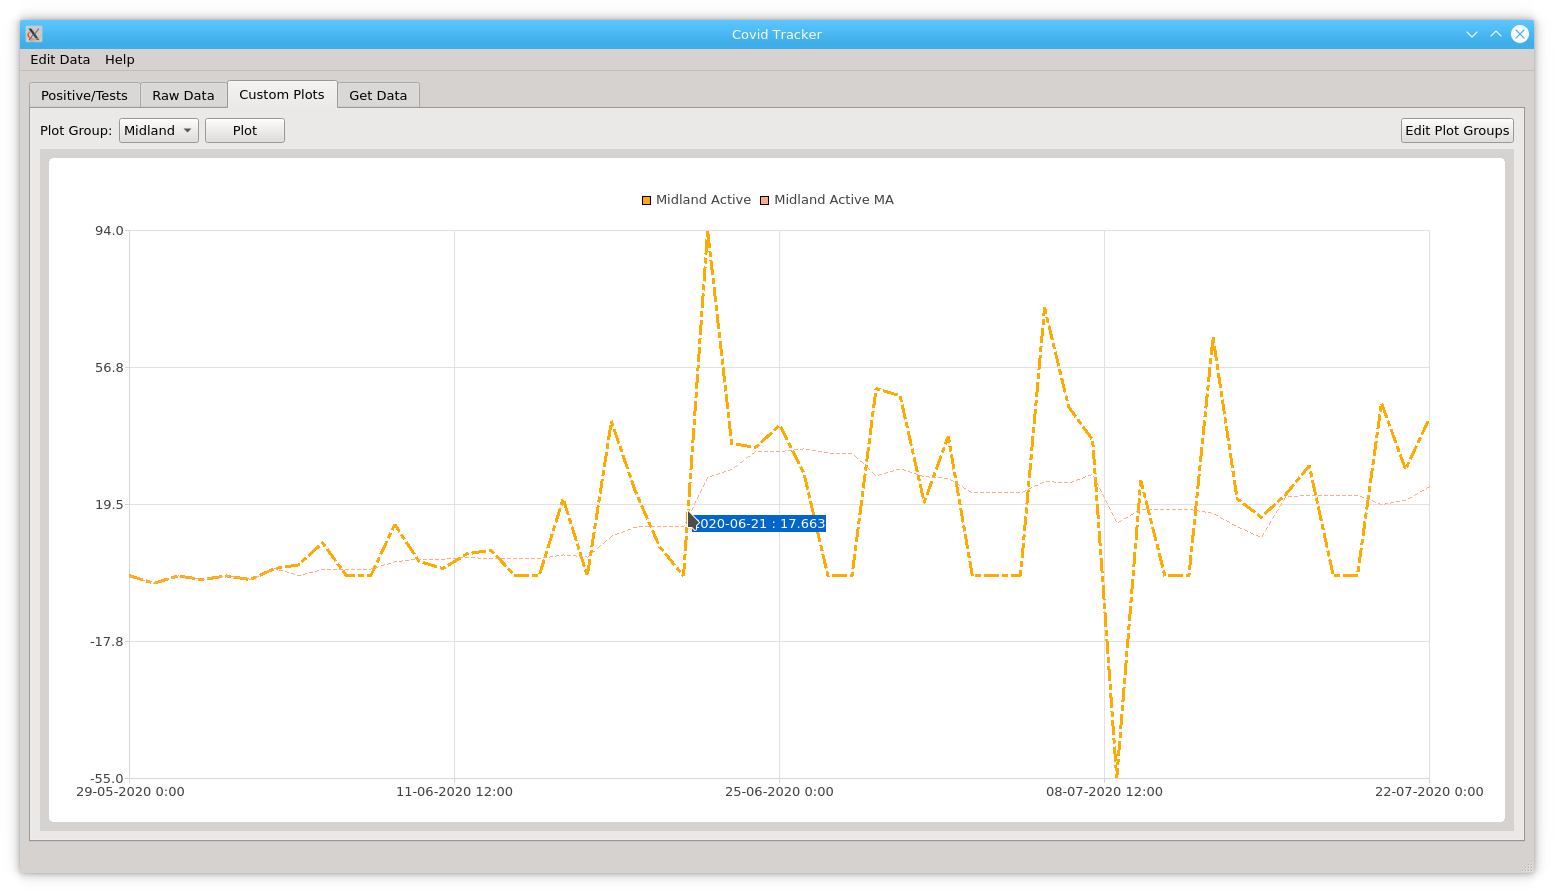 Covid Tracker
Edit Data Help
Positive/Tests Raw Data Custom Plots Get Data
Plot Group: Midland Plot Edit Plot Groups
Midland Active Midland Active MA
94.0
56.8
19.5
2020-06-21 : 17.663
-17.8
-55.0
29-05-2020 0:00 11-06-2020 12:00 25-06-2020 0:00 08-07-2020 12:00 22-07-2020 0:00